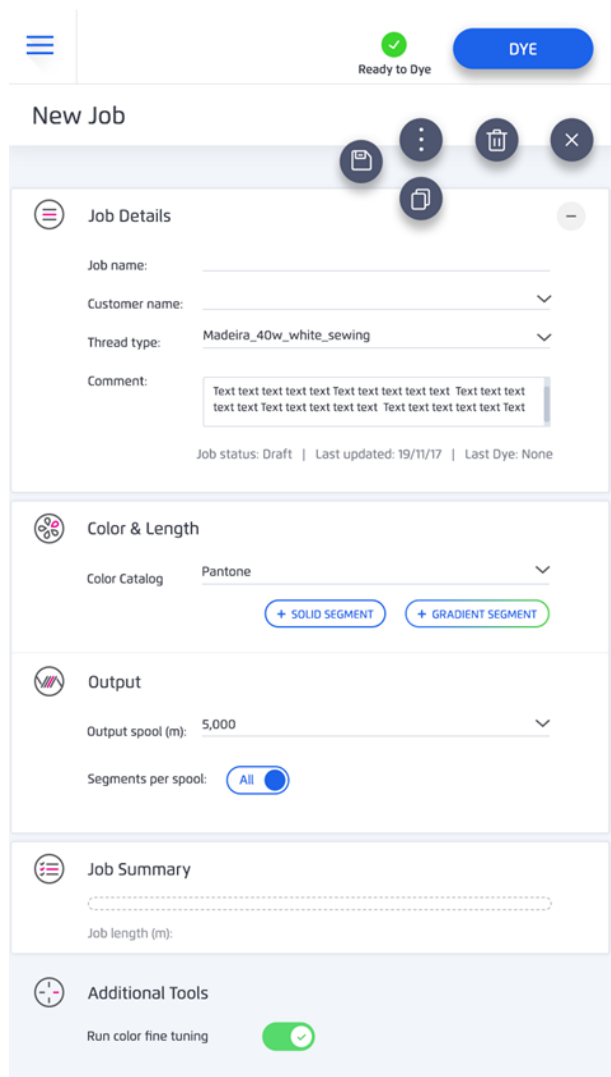 DYE
Ready to Dye
New Job
Job Details
Job name:
Customer name:
Thread type: Madeira_40w_white_sewing
Comment: Text text text text text Text text text text text Text text text
text text Text text text text text Text text text text text Text
Job status: Draft | Last updated: 19/11/17 | Last Dye: None
Color & Length
Color Catalog Pantone
+ SOLID SEGMENT + GRADIENT SEGMENT
Output
Output spool (m): 5,000
Segments per spool: All
Job Summary
Job length (m):
Additional Tools
Run color fine tuning